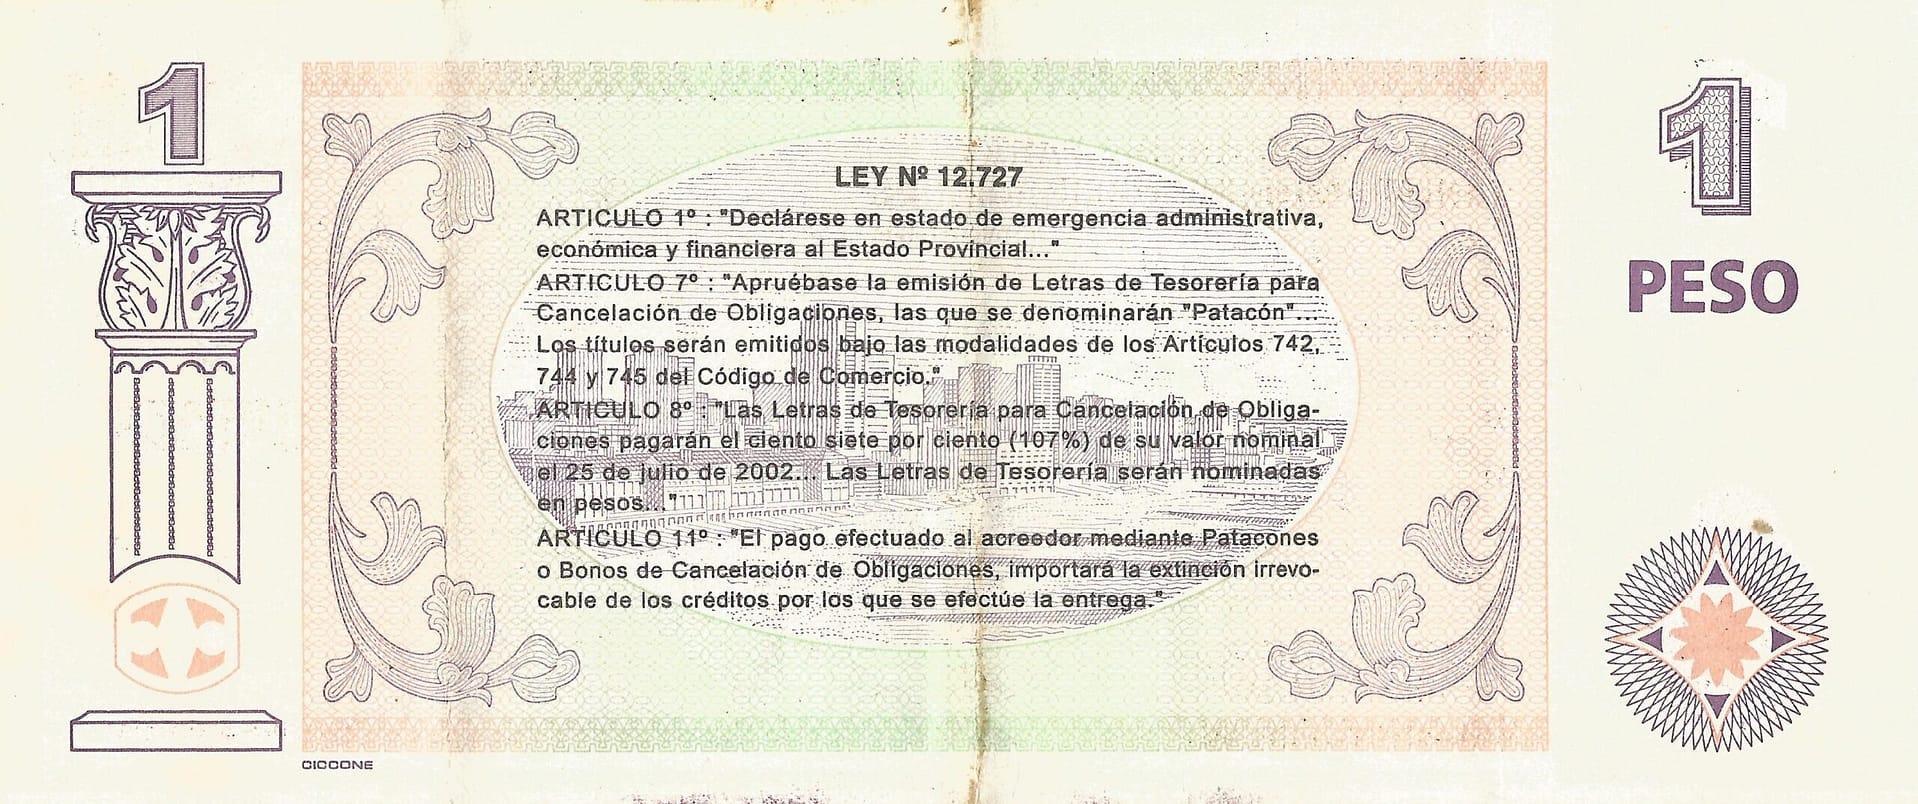 1
1
PESO
LEY Nº 12.727
ARTICULO 1º : "Declárese en estado de emergencia administrativa,
económica y financiera al Estado Provincial..."
ARTICULO 7º : "Apruébase la emisión de Letras de Tesorería para
Cancelación de Obligaciones, las que se denominarán "Patacón"...
Los títulos serán emitidos bajo las modalidades de los Artículos 742,
744 y 745 del Código de Comercio."
ARTICULO 8º : "Las Letras de Tesorería para Cancelación de Obliga-
ciones pagarán el ciento siete por ciento (107%) de su valor nominal
el 25 de julio de 2002... Las Letras de Tesorería serán nominadas
en pesos..."
ARTICULO 11º : "El pago efectuado al acreedor mediante Patacones
o Bonos de Cancelación de Obligaciones, importará la extinción irrevo-
cable de los créditos por los que se efectúe la entrega."
CICCONE